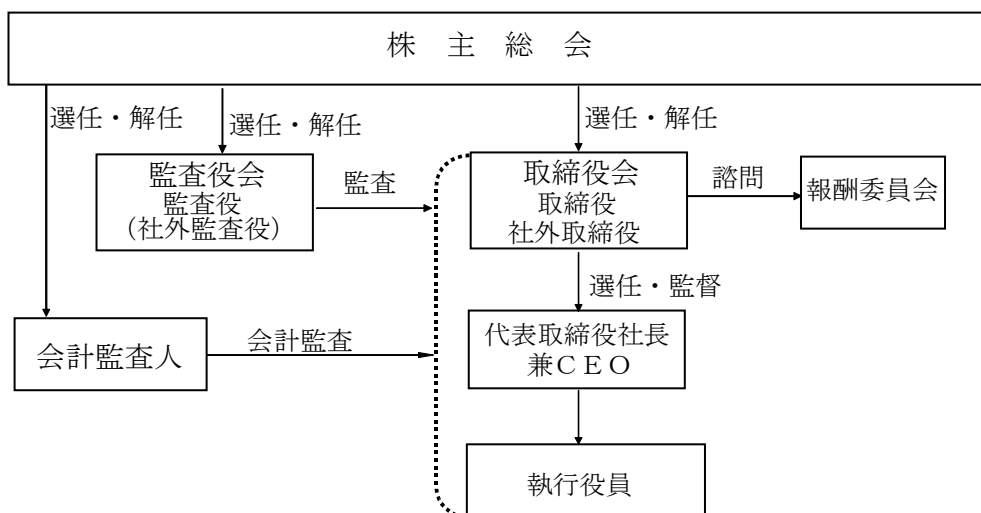 株 主 総 会
選任・解任
選任・解任
選任・解任
監査役会
監査役
(社外監査役)
監査
取締役会
取締役
社外取締役
諮問
報酬委員会
選任・監督
会計監査人
会計監査
代表取締役社長
兼CEO
執行役員